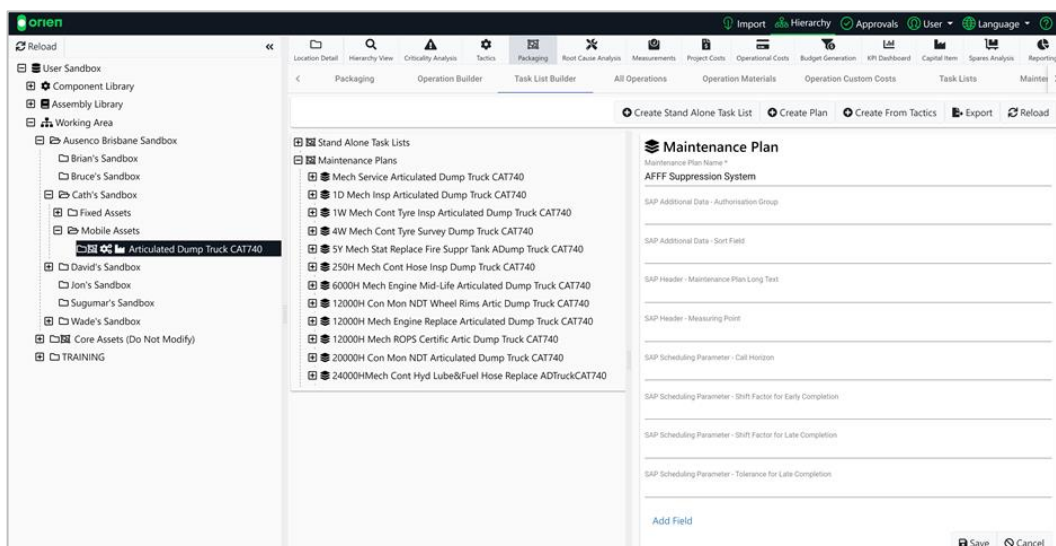 orien
Import Hierarchy Approvals User Language
Reload
Location Detail Hierarchy View Criticality Analysis Tactics Packaging Root Cause Analysis Measurements Project Costs Operational Costs Budget Generation KPI Dashboard Capital Item Spares Analysis Reporting
Packaging Operation Builder Task List Builder All Operations Operation Materials Operation Custom Costs Task Lists
Create Stand Alone Task List Create Plan Create From Tactics Export Reload
User Sandbox
Component Library
Assembly Library
Working Area
Ausenco Brisbane Sandbox
Brian's Sandbox
Bruce's Sandbox
Cath's Sandbox
Fixed Assets
Mobile Assets
Articulated Dump Truck CAT740
David's Sandbox
Jon's Sandbox
Sugumar's Sandbox
Wade's Sandbox
Core Assets (Do Not Modify)
TRAINING
Stand Alone Task Lists
Maintenance Plans
Mech Service Articulated Dump Truck CAT740
1D Mech Insp Articulated Dump Truck CAT740
1W Mech Cont Tyre Insp Articulated Dump Truck CAT740
4W Mech Cont Tyre Survey Dump Truck CAT740
5Y Mech Stat Replace Fire Suppr Tank ADump Truck CAT740
250H Mech Cont Hose Insp Dump Truck CAT740
6000H Mech Engine Mid-Life Articulated Dump Truck CAT740
12000H Con Mon NDT Wheel Rims Artic Dump Truck CAT740
12000H Mech Engine Replace Articulated Dump Truck CAT740
12000H Mech ROPS Certific Artic Dump Truck CAT740
20000H Con Mon NDT Articulated Dump Truck CAT740
24000HMech Cont Hyd Lube&Fuel Hose Replace ADTruckCAT740
Maintenance Plan
Maintenance Plan Name *
AFFF Suppression System
SAP Additional Data - Authorisation Group
SAP Additional Data - Sort Field
SAP Header - Maintenance Plan Long Text
SAP Header - Measuring Point
SAP Scheduling Parameter - Call Horizon
SAP Scheduling Parameter - Shift Factor for Early Completion
SAP Scheduling Parameter - Shift Factor for Late Completion
SAP Scheduling Parameter - Tolerance for Late Completion
Add Field
Save Cancel